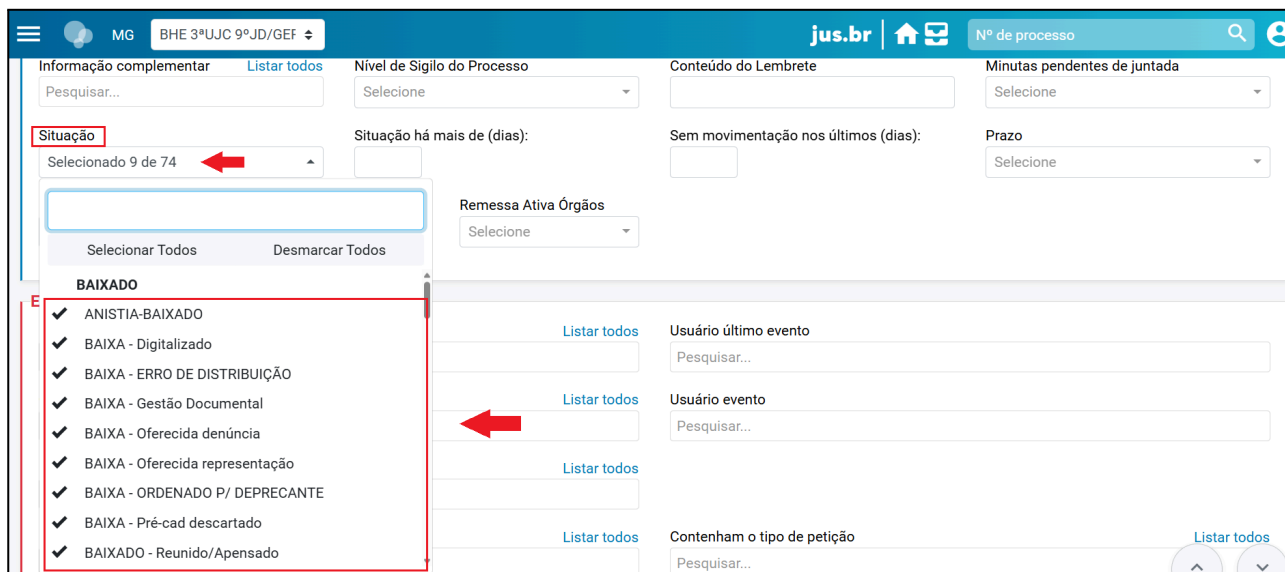 MG BHE 3ªUJC 9ºJD/GEF jus.br Nº de processo
Informação complementar Listar todos Nível de Sigilo do Processo Conteúdo do Lembrete Minutas pendentes de juntada
Pesquisar... Selecione Selecione
Situação Situação há mais de (dias): Sem movimentação nos últimos (dias): Prazo
Selecionado 9 de 74 Selecione
Remessa Ativa Órgãos
Selecione
Selecionar Todos Desmarcar Todos
BAIXADO
E
ANISTIA-BAIXADO
Listar todos Usuário último evento
BAIXA - Digitalizado
Pesquisar...
BAIXA - ERRO DE DISTRIBUIÇÃO
BAIXA - Gestão Documental Listar todos Usuário evento
BAIXA - Oferecida denúncia Pesquisar...
BAIXA - Oferecida representação Listar todos
BAIXA - ORDENADO P/ DEPRECANTE
BAIXA - Pré-cad descartado
Listar todos Contenham o tipo de petição Listar todos
BAIXADO - Reunido/Apensado
Pesquisar...